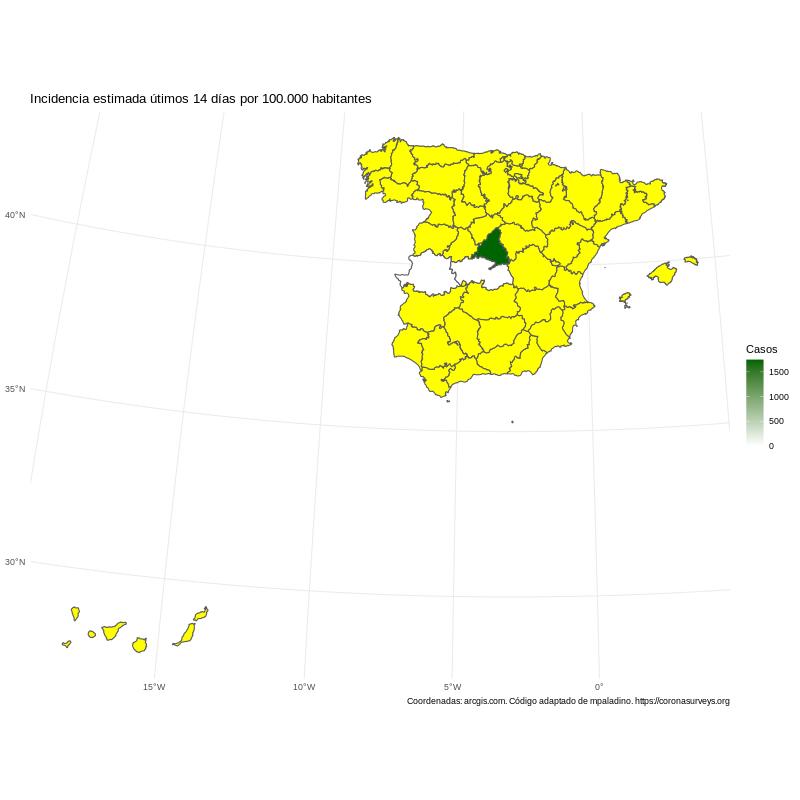 Incidencia estimada útimos 14 días por 100.000 habitantes
40°N
35°N
30°N
15°W
10°W
5°W
0°
Casos
1500
1000
500
0
Coordenadas: arcgis.com. Código adaptado de mpaladino. https://coronasurveys.org